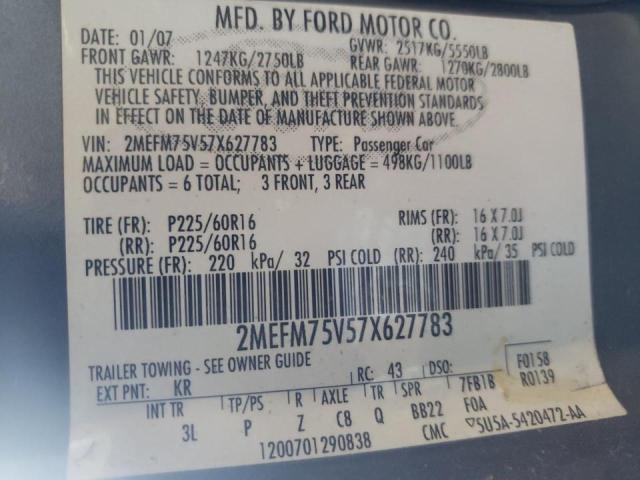 MFD. BY FORD MOTOR CO.
DATE: 01/07 GVWR: 2517KG/5550LB
FRONT GAWR: 1247KG/2750LB REAR GAWR: 1270KG/2800LB
THIS VEHICLE CONFORMS TO ALL APPLICABLE FEDERAL MOTOR
VEHICLE SAFETY, BUMPER, AND THEFT PREVENTION STANDARDS
IN EFFECT ON THE DATE OF MANUFACTURE SHOWN ABOVE.
VIN: 2MEFM75V57X627783 TYPE: Passenger Car
MAXIMUM LOAD = OCCUPANTS + LUGGAGE = 498KG/1100LB
OCCUPANTS = 6 TOTAL; 3 FRONT, 3 REAR
TIRE (FR): P225/60R16 RIMS (FR): 16 X 7.0J
(RR): P225/60R16 (RR): 16 X 7.0J
PRESSURE (FR): 220 kPa/ 32 PSI COLD (RR): 240 kPa/ 35 PSI COLD
2MEFM75V57X627783
TRAILER TOWING - SEE OWNER GUIDE
EXT PNT: KR RC: 43 DSO: F0158
R0139
INT TR TP/PS R AXLE TR SPR 7FB1B
3L P Z C8 Q BB22 F0A
1200701290838 CMC ▽5U5A-5420472-AA